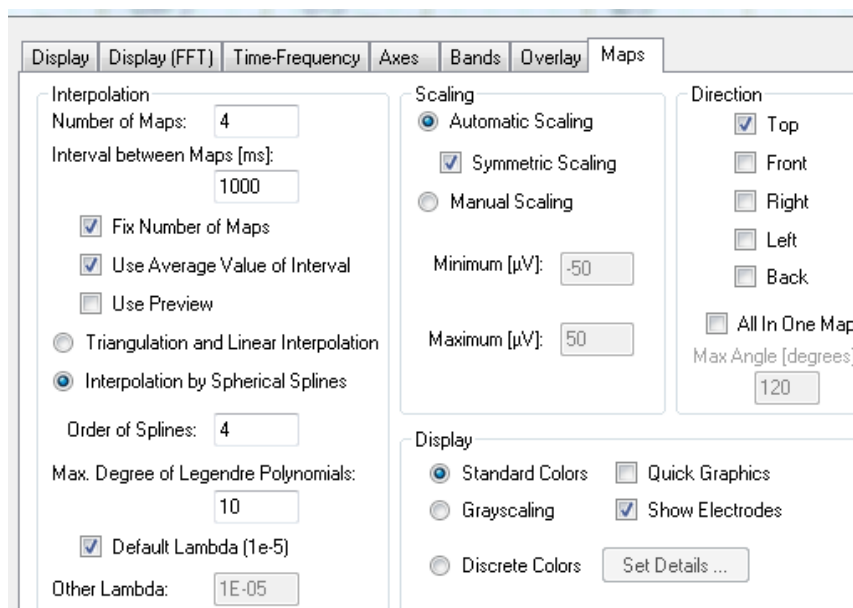 Display Display (FFT) Time-Frequency Axes Bands Overlay Maps
Interpolation
Number of Maps: 4
Interval between Maps [ms]:
1000
Fix Number of Maps
Use Average Value of Interval
Use Preview
Triangulation and Linear Interpolation
Interpolation by Spherical Splines
Order of Splines: 4
Max. Degree of Legendre Polynomials:
10
Default Lambda (1e-5)
Other Lambda: 1E-05
Scaling
Automatic Scaling
Symmetric Scaling
Manual Scaling
Minimum [µV]: -50
Maximum [µV]: 50
Direction
Top
Front
Right
Left
Back
All In One Map
Max Angle [degrees]
120
Display
Standard Colors Quick Graphics
Grayscaling Show Electrodes
Discrete Colors Set Details ...